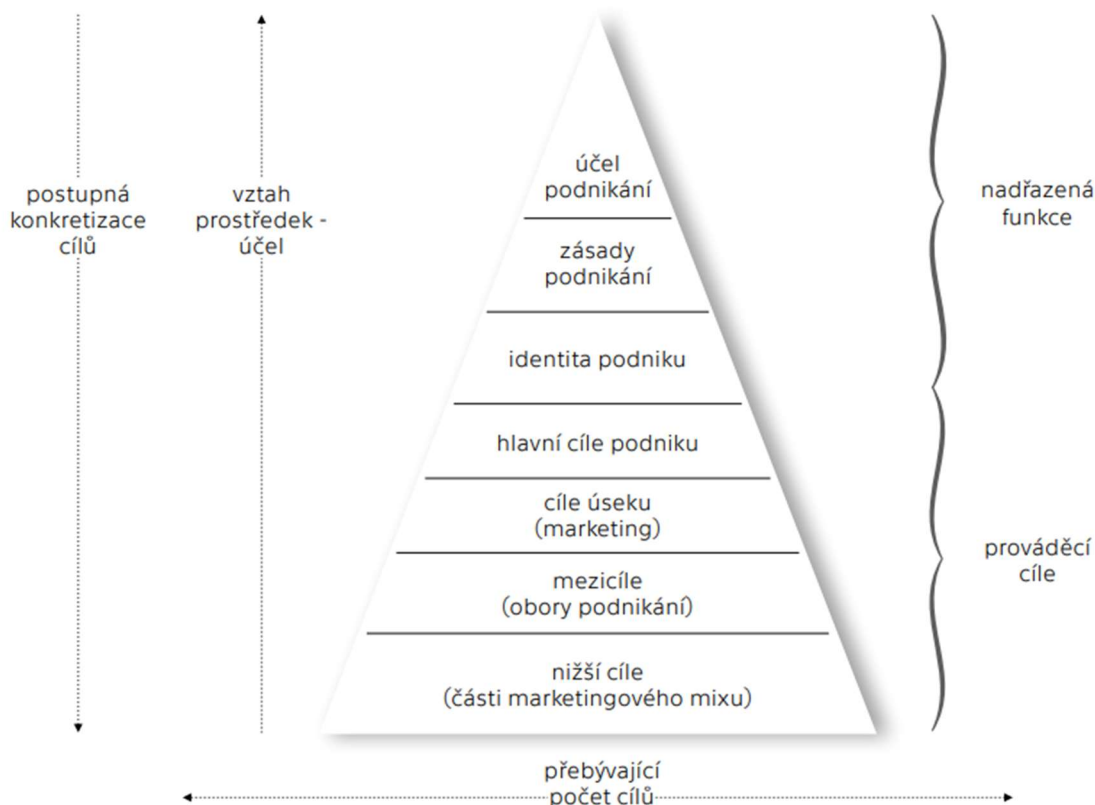 postupná
konkretizace
cílů
vztah
prostředek -
účel
účel
podnikání
zásady
podnikání
identita podniku
hlavní cíle podniku
cíle úseku
(marketing)
mezicíle
(obory podnikání)
nižší cíle
(části marketingového mixu)
nadřazená
funkce
prováděcí
cíle
přebývající
počet cílů